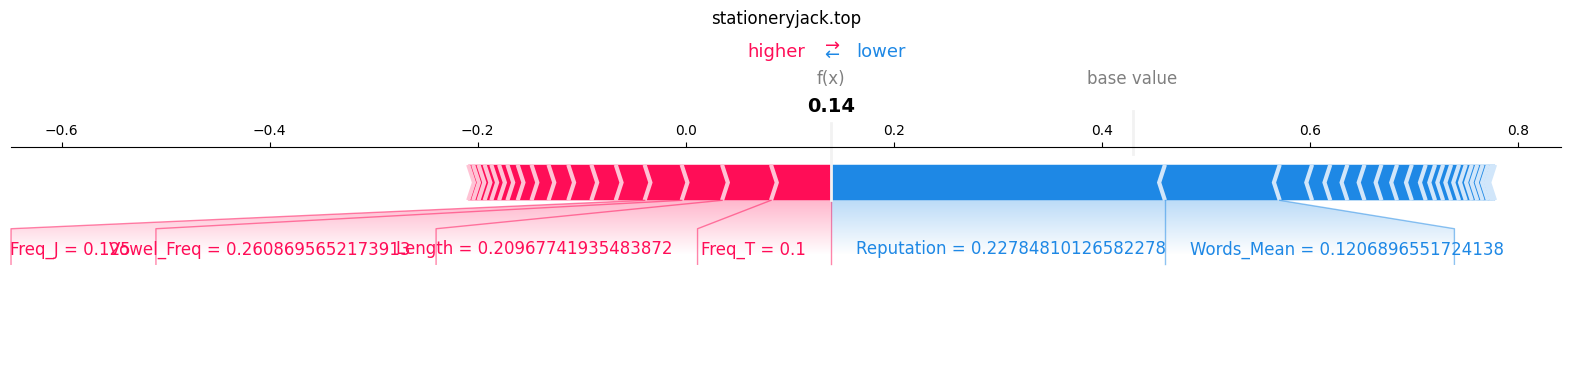 stationeryjack.top
higher ⇄ lower
f(x) base value
0.14
−0.6 −0.4 −0.2 0.0 0.2 0.4 0.6 0.8
Freq_J = 0.125 Vowel_Freq = 0.2608695652173913 Length = 0.20967741935483872 Freq_T = 0.1 Reputation = 0.22784810126582278 Words_Mean = 0.1206896551724138